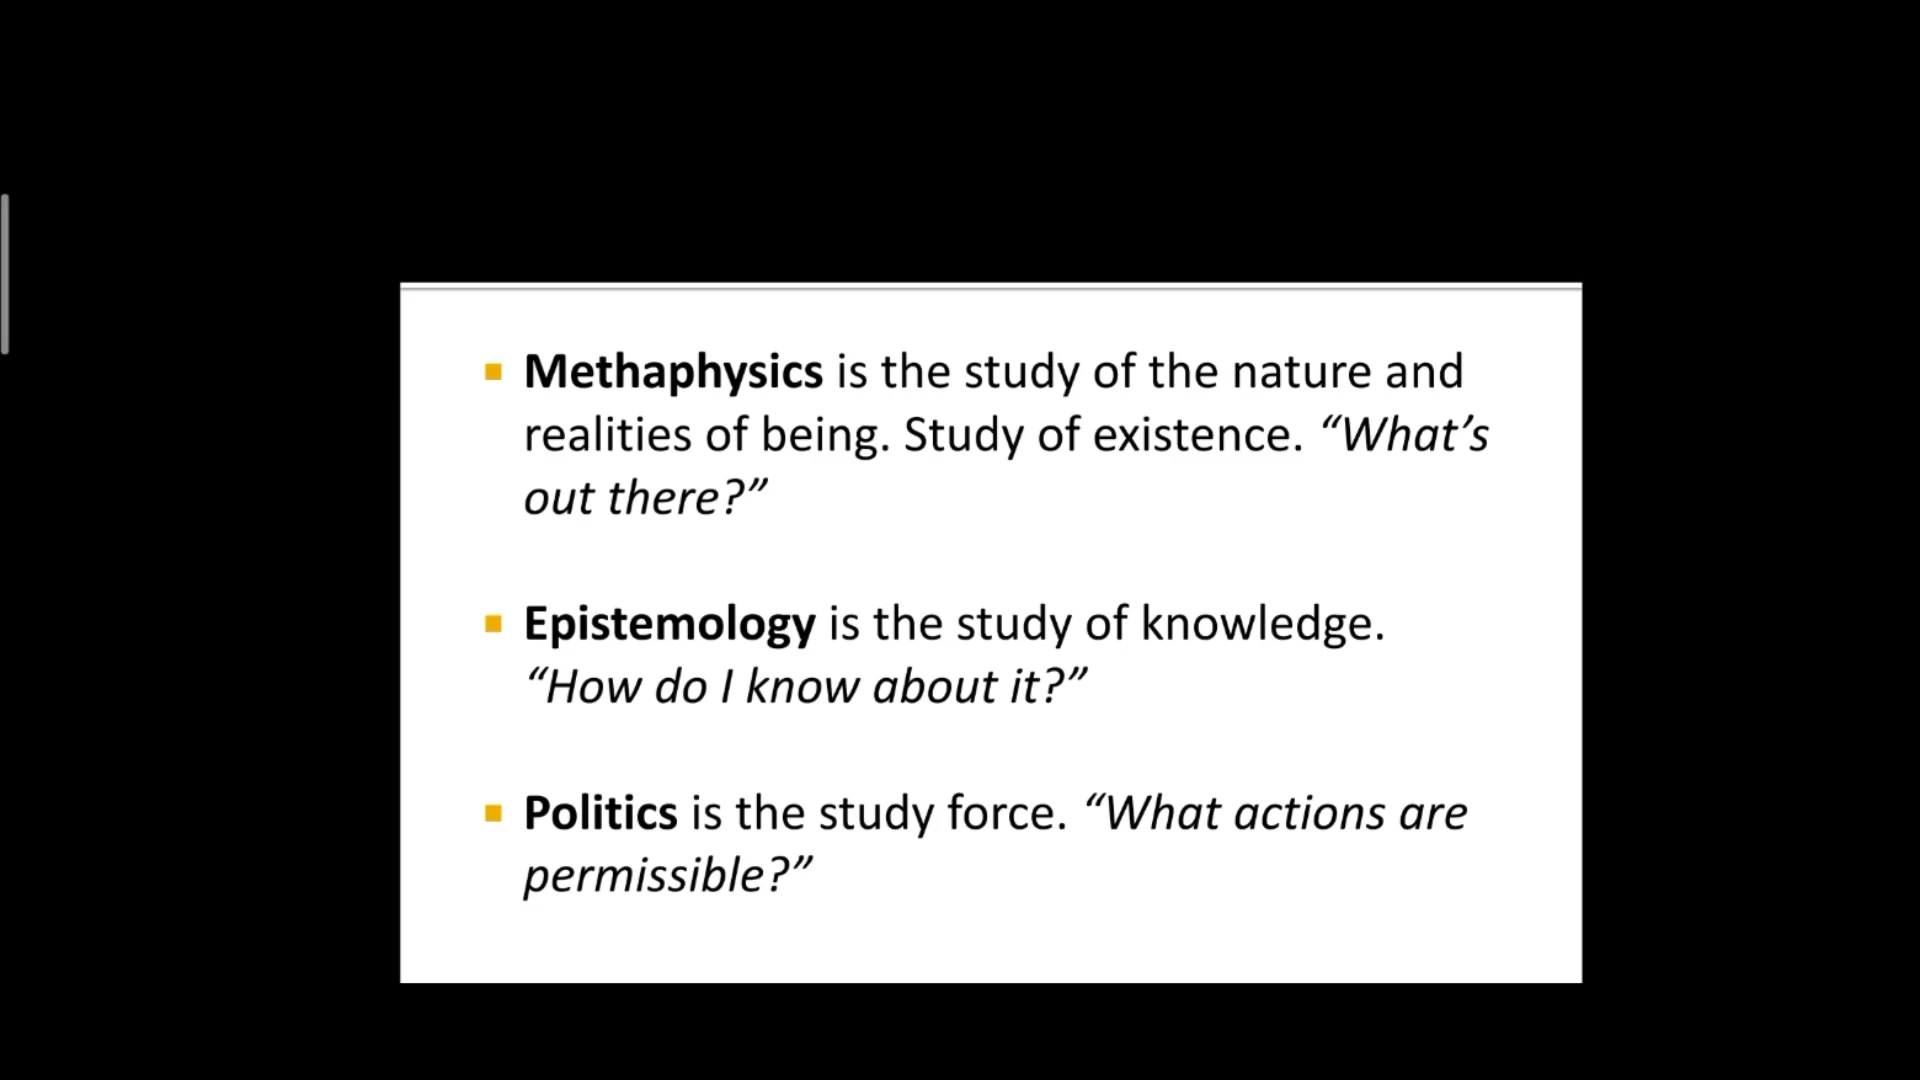 Methaphysics is the study of the nature and
realities of being. Study of existence. “What’s
out there?”
Epistemology is the study of knowledge.
“How do I know about it?”
Politics is the study force. “What actions are
permissible?”